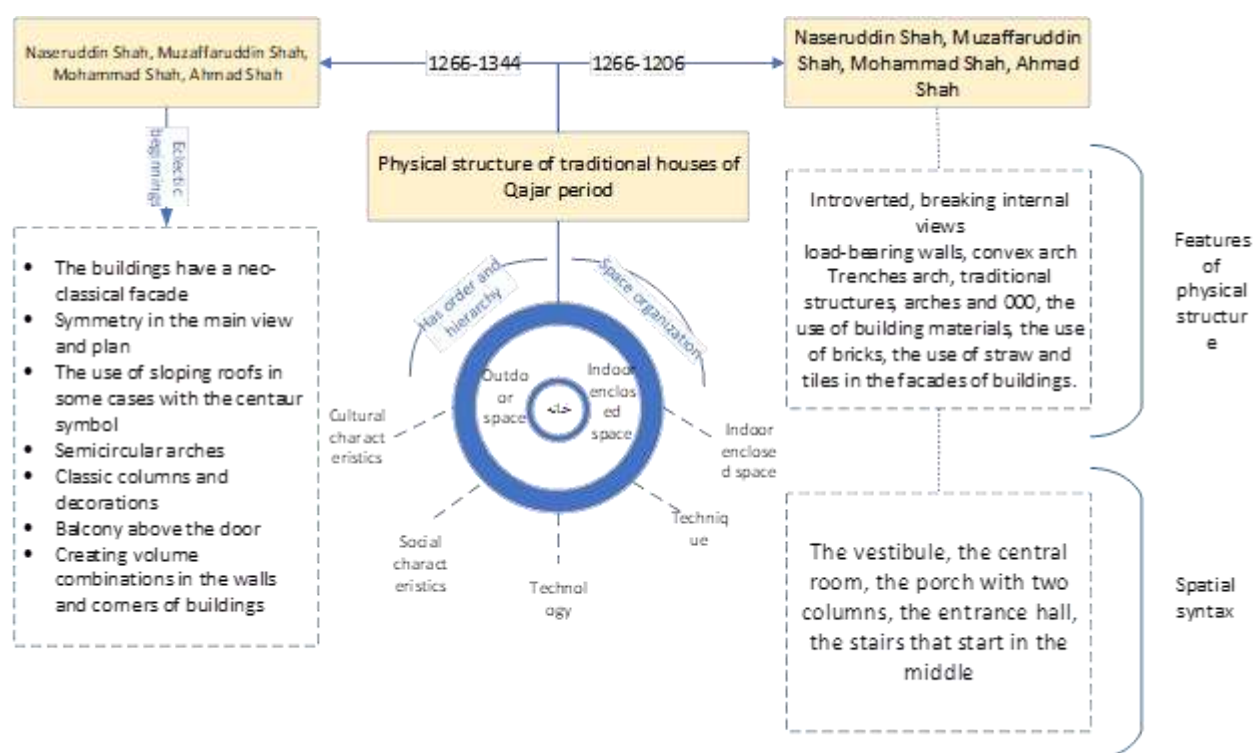 Naseruddin Shah, Muzaffaruddin Shah,
Mohammad Shah, Ahmad Shah
1266-1344
1266-1206
Naseruddin Shah, Muzaffaruddin
Shah, Mohammad Shah, Ahmad
Shah
Eclectic
beginnings
Physical structure of traditional houses of
Qajar period
• The buildings have a neo-
classical facade
• Symmetry in the main view
and plan
• The use of sloping roofs in
some cases with the centaur
symbol
• Semicircular arches
• Classic columns and
decorations
• Balcony above the door
• Creating volume
combinations in the walls
and corners of buildings
Has order and
hierarchy
Space organization
Outdo
or
space
خانه
Indoor
enclos
ed
space
Cultural
charact
eristics
Social
charact
eristics
Technol
ogy
Techniq
ue
Indoor
enclose
d space
Introverted, breaking internal
views
load-bearing walls, convex arch
Trenches arch, traditional
structures, arches and 000, the
use of building materials, the use
of bricks, the use of straw and
tiles in the facades of buildings.
Features
of
physical
structur
e
The vestibule, the central
room, the porch with two
columns, the entrance hall,
the stairs that start in the
middle
Spatial
syntax